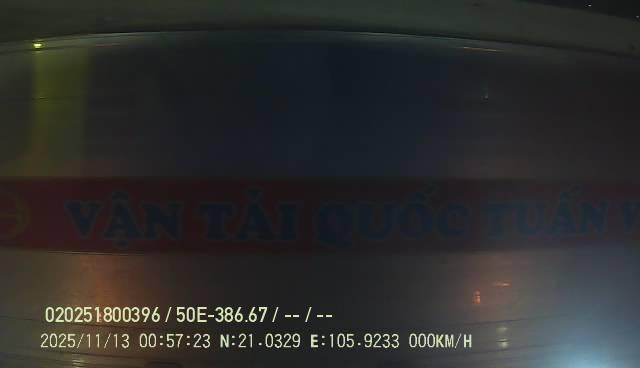 VẬN TẢI QUỐC TUẤN
020251800396 / 50E-386.67 / -- / --
2025/11/13 00:57:23 N:21.0329 E:105.9233 000KM/H